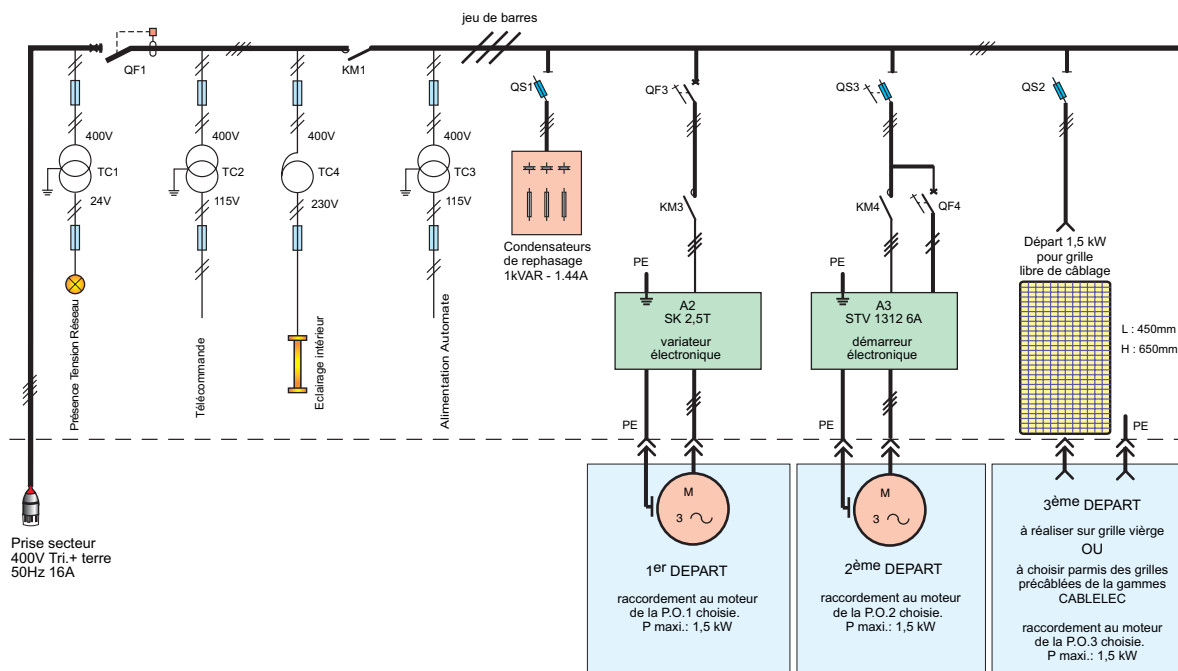 jeu de barres
QF1
KM1
QS1
QF3
QS3
QS2
400V
400V
400V
400V
TC1
TC2
TC4
TC3
24V
115V
230V
115V
KM3
KM4
QF4
Condensateurs
de rephasage
1kVAR - 1.44A
Départ 1,5 kW
pour grille
libre de câblage
PE
PE
A2
SK 2,5T
variateur
électronique
A3
STV 1312 6A
démarreur
électronique
L : 450mm
H : 650mm
Présence Tension Réseau
Télécommande
Eclairage intérieur
Alimentation Automate
PE
PE
PE
Prise secteur
400V Tri.+ terre
50Hz 16A
M
3
1er DEPART
raccordement au moteur
de la P.O.1 choisie.
P maxi.: 1,5 kW
M
3
2ème DEPART
raccordement au moteur
de la P.O.2 choisie.
P maxi.: 1,5 kW
3ème DEPART
à réaliser sur grille vièrge
OU
à choisir parmis des grilles
précâblées de la gammes
CABLELEC
raccordement au moteur
de la P.O.3 choisie.
P maxi.: 1,5 kW